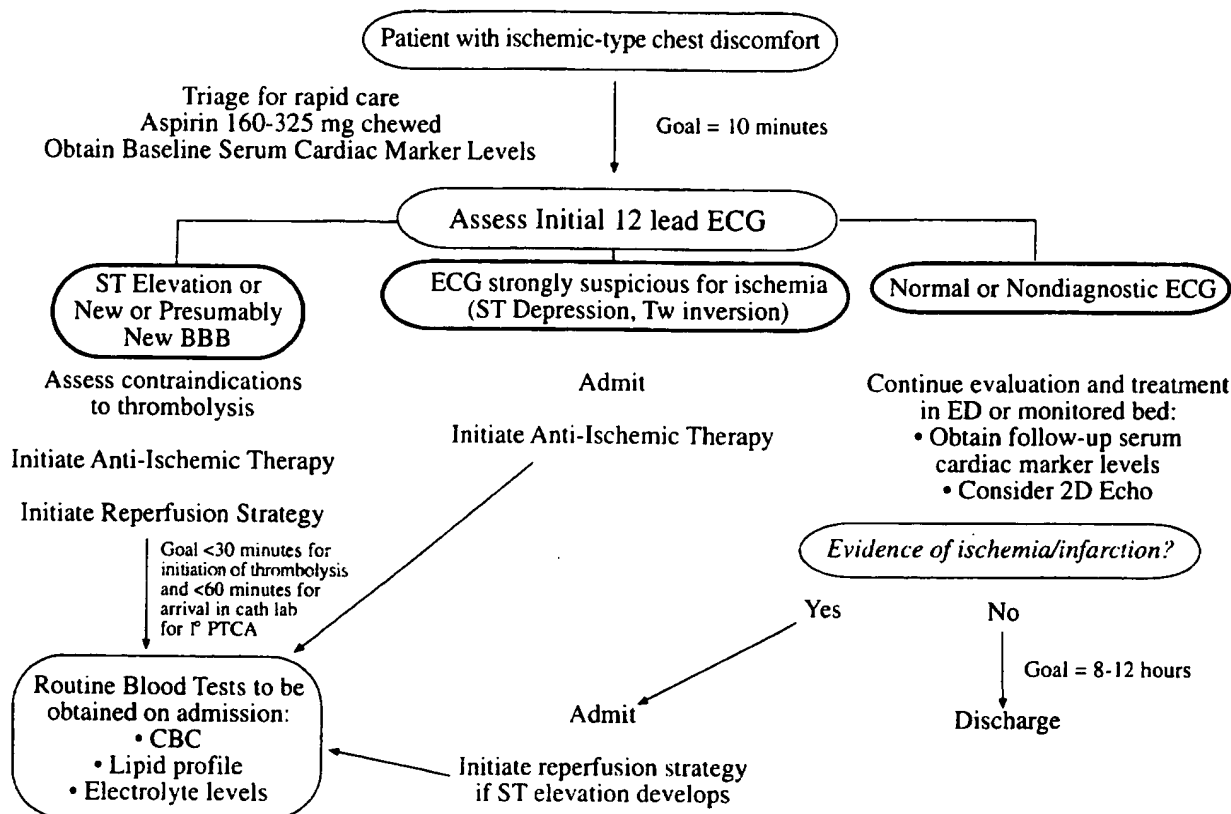 Patient with ischemic-type chest discomfort
Triage for rapid care
Aspirin 160-325 mg chewed
Obtain Baseline Serum Cardiac Marker Levels
Goal = 10 minutes
Assess Initial 12 lead ECG
ST Elevation or
New or Presumably
New BBB
Assess contraindications
to thrombolysis
Initiate Anti-Ischemic Therapy
Initiate Reperfusion Strategy
Goal <30 minutes for
initiation of thrombolysis
and <60 minutes for
arrival in cath lab
for 1° PTCA
ECG strongly suspicious for ischemia
(ST Depression, Tw inversion)
Admit
Initiate Anti-Ischemic Therapy
Normal or Nondiagnostic ECG
Continue evaluation and treatment
in ED or monitored bed:
• Obtain follow-up serum
cardiac marker levels
• Consider 2D Echo
Evidence of ischemia/infarction?
Yes
No
Goal = 8-12 hours
Discharge
Admit
Initiate reperfusion strategy
if ST elevation develops
Routine Blood Tests to be
obtained on admission:
• CBC
• Lipid profile
• Electrolyte levels